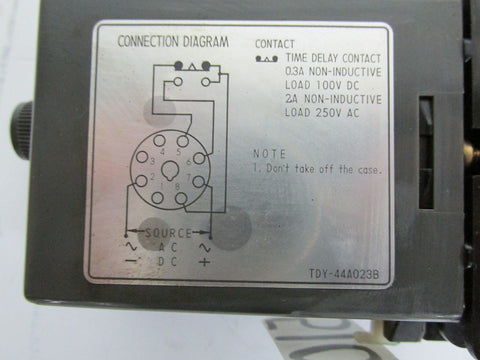 CONNECTION DIAGRAM
CONTACT
TIME DELAY CONTACT
0.3A NON-INDUCTIVE
LOAD 100V DC
2A NON-INDUCTIVE
LOAD 250V AC
NOTE
1. Don't take off the case.
4 5
3 6
2 7
1 8
SOURCE
~ AC ~
— DC +
TDY-44A023B